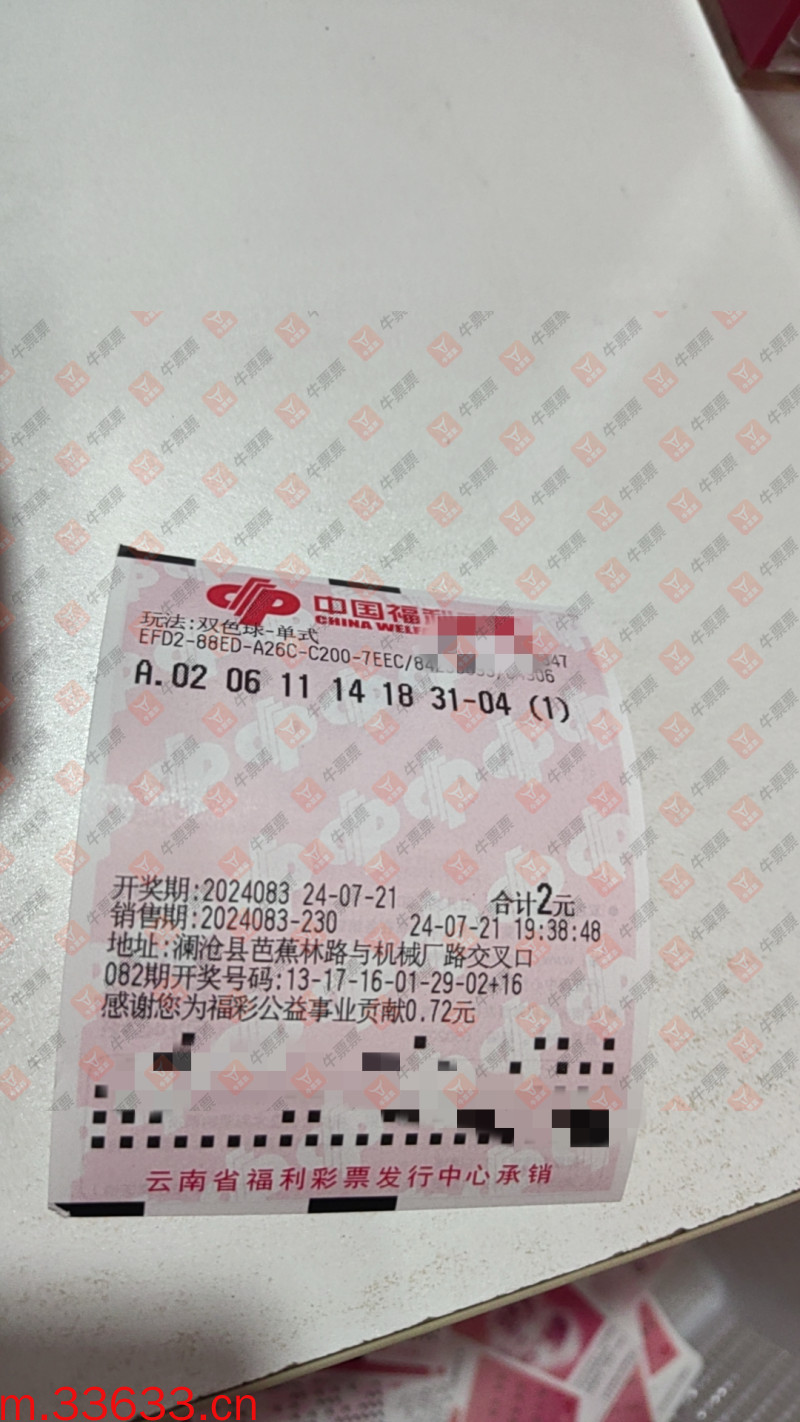 中国福利
CHINA WELF
玩法:双色球-单式
EFD2-88ED-A26C-C200-7EEC/84
A.02 06 11 14 18 31-04 (1)
开奖期:2024083 24-07-21 合计2元
销售期:2024083-230 24-07-21 19:38:48
地址:澜沧县芭蕉林路与机械厂路交叉口
082期开奖号码:13-17-16-01-29-02+16
感谢您为福彩公益事业贡献0.72元
云南省福利彩票发行中心承销
牛票票
m.33633.cn